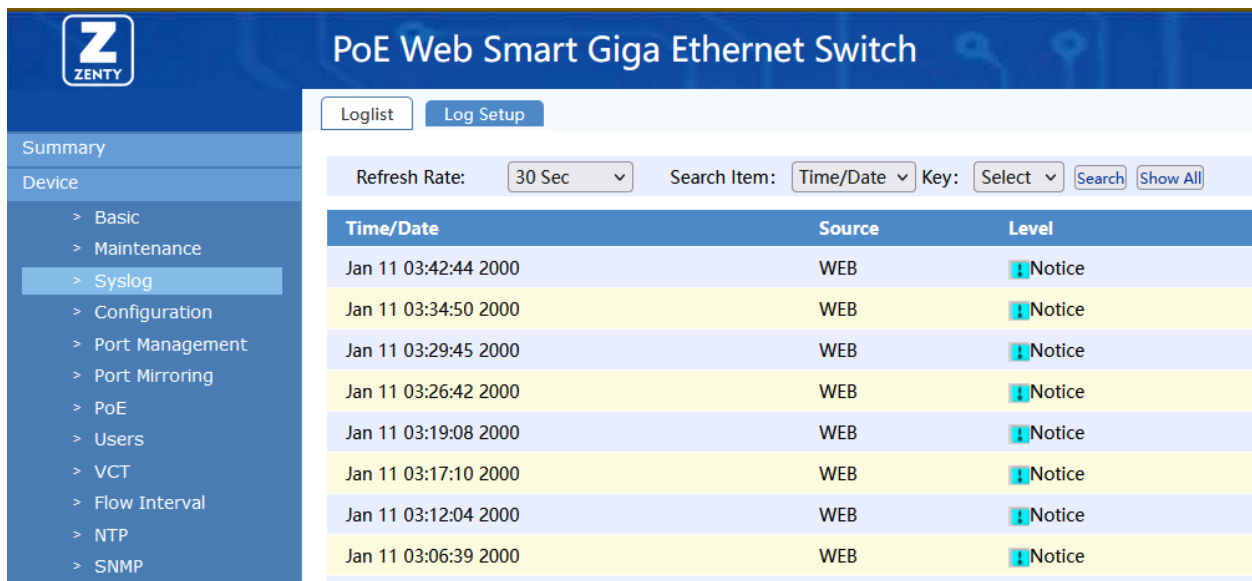 Z
ZENTY
PoE Web Smart Giga Ethernet Switch
Loglist Log Setup
Summary
Device
> Basic
> Maintenance
> Syslog
> Configuration
> Port Management
> Port Mirroring
> PoE
> Users
> VCT
> Flow Interval
> NTP
> SNMP
Refresh Rate: 30 Sec Search Item: Time/Date Key: Select Search Show All
Time/Date Source Level
Jan 11 03:42:44 2000 WEB Notice
Jan 11 03:34:50 2000 WEB Notice
Jan 11 03:29:45 2000 WEB Notice
Jan 11 03:26:42 2000 WEB Notice
Jan 11 03:19:08 2000 WEB Notice
Jan 11 03:17:10 2000 WEB Notice
Jan 11 03:12:04 2000 WEB Notice
Jan 11 03:06:39 2000 WEB Notice